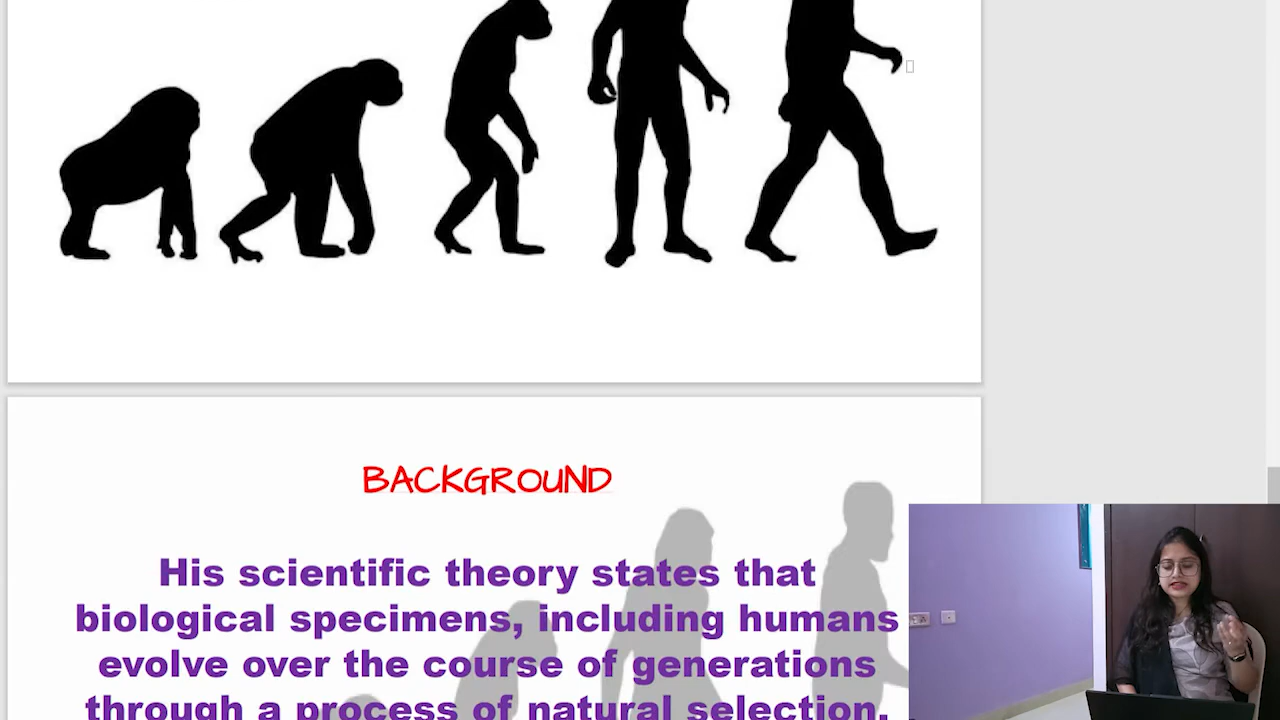 BACKGROUND
His scientific theory states that
biological specimens, including humans
evolve over the course of generations
through a process of natural selection.